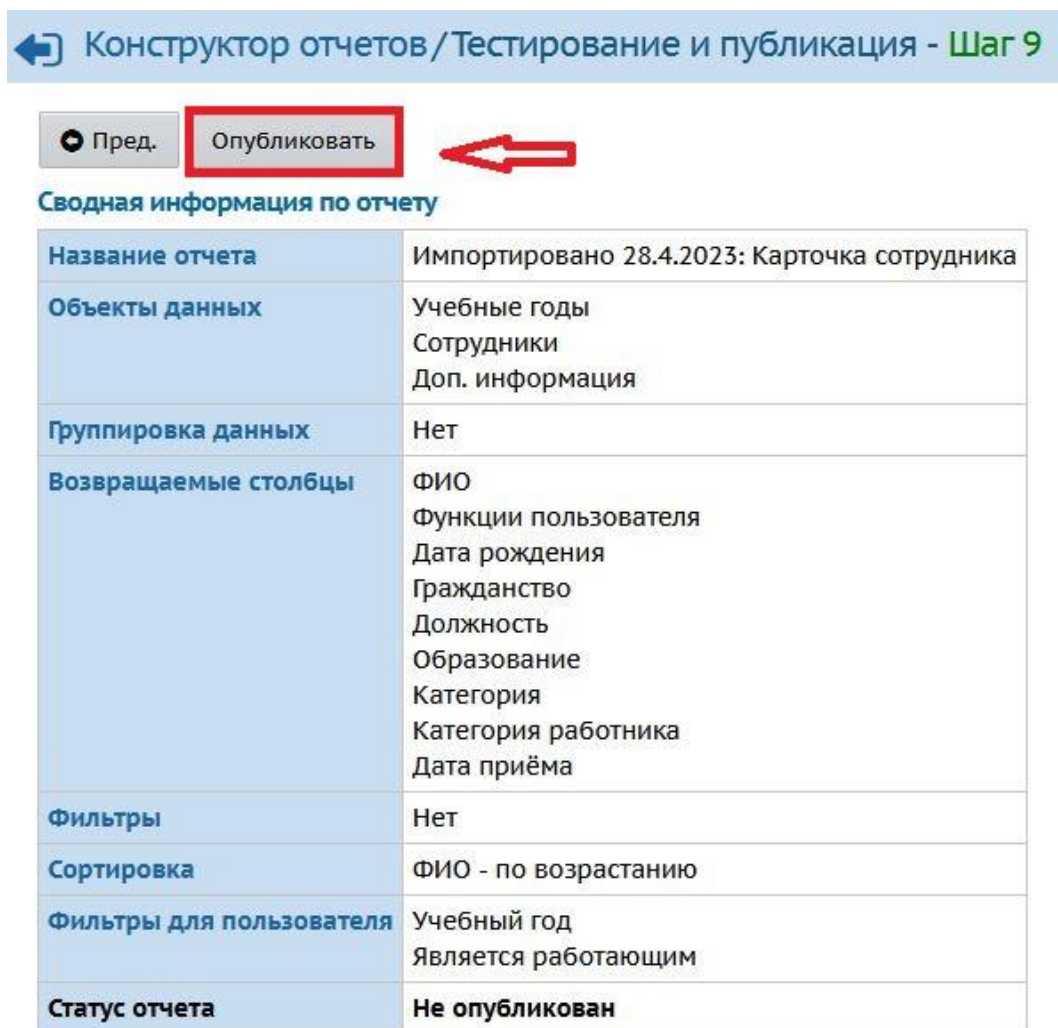 Конструктор отчетов/Тестирование и публикация - Шаг 9
Пред. Опубликовать
Сводная информация по отчету
Название отчета Импортировано 28.4.2023: Карточка сотрудника
Объекты данных Учебные годы
Сотрудники
Доп. информация
Группировка данных Нет
Возвращаемые столбцы ФИО
Функции пользователя
Дата рождения
Гражданство
Должность
Образование
Категория
Категория работника
Дата приёма
Фильтры Нет
Сортировка ФИО - по возрастанию
Фильтры для пользователя Учебный год
Является работающим
Статус отчета Не опубликован